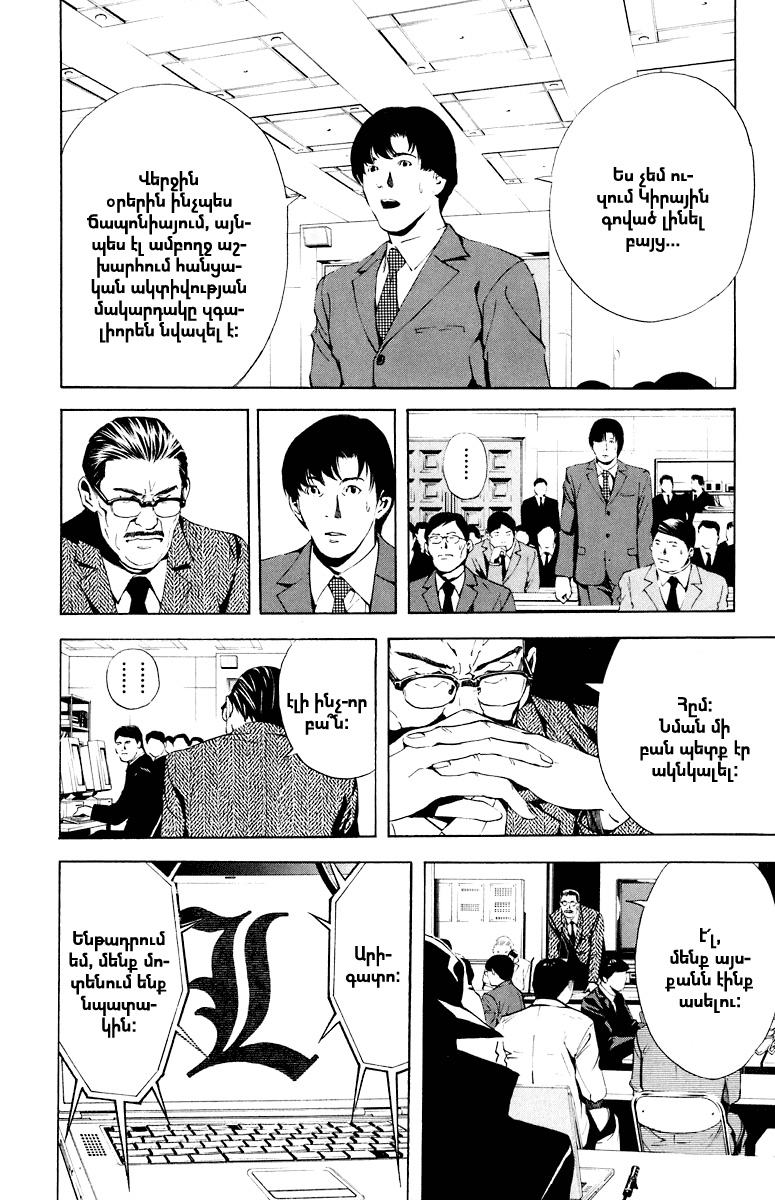 Ես չեմ ու-
զում Կիրային
գոված լինել
բայց...
Վերջին
օրերին ինչպես
Ճապոնիայում, այն-
պես էլ ամբողջ աշ-
խարհում հանցա-
կան ակտիվության
մակարդակը զգա-
լիորեն նվազել է:
Հըմ:
Նման մի
բան պետք էր
ակնկալել:
էլի ինչ-որ
բա՞ն:
Է՛լ,
մենք այս-
քանն էինք
ասելու:
Արի-
գատո:
L
Ենթադրում
եմ, մենք մո-
տենում ենք
նպատա-
կին: